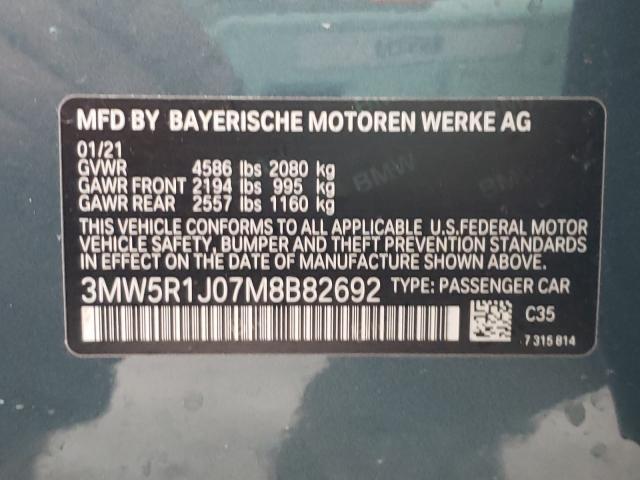 MFD BY BAYERISCHE MOTOREN WERKE AG
01/21
GVWR 4586 lbs 2080 kg
GAWR FRONT 2194 lbs 995 kg
GAWR REAR 2557 lbs 1160 kg
THIS VEHICLE CONFORMS TO ALL APPLICABLE U.S.FEDERAL MOTOR
VEHICLE SAFETY, BUMPER AND THEFT PREVENTION STANDARDS
IN EFFECT ON THE DATE OF MANUFACTURE SHOWN ABOVE.
3MW5R1J07M8B82692 TYPE: PASSENGER CAR
C35
7 315 814
BMW